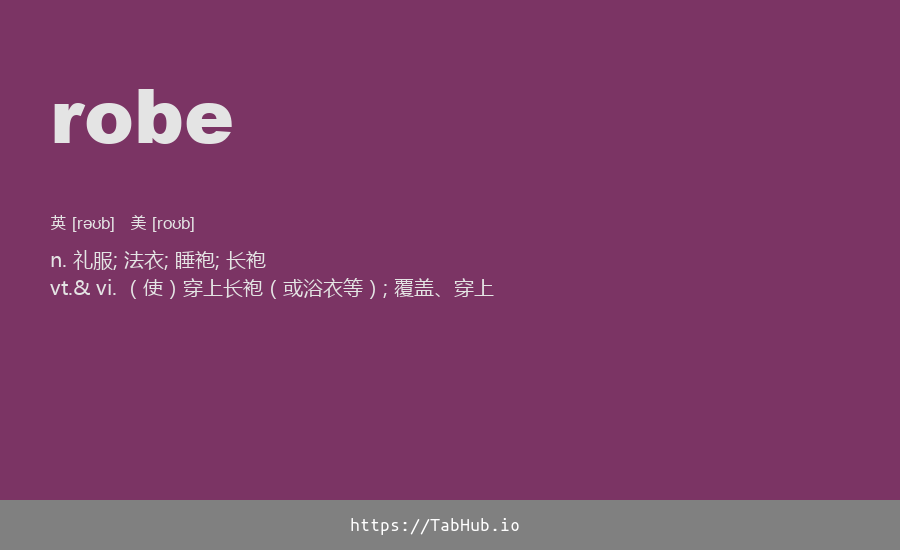 robe
英 [rəʊb] 美 [roʊb]
n. 礼服; 法衣; 睡袍; 长袍
vt.& vi. （使）穿上长袍（或浴衣等）; 覆盖、穿上
https://TabHub.io